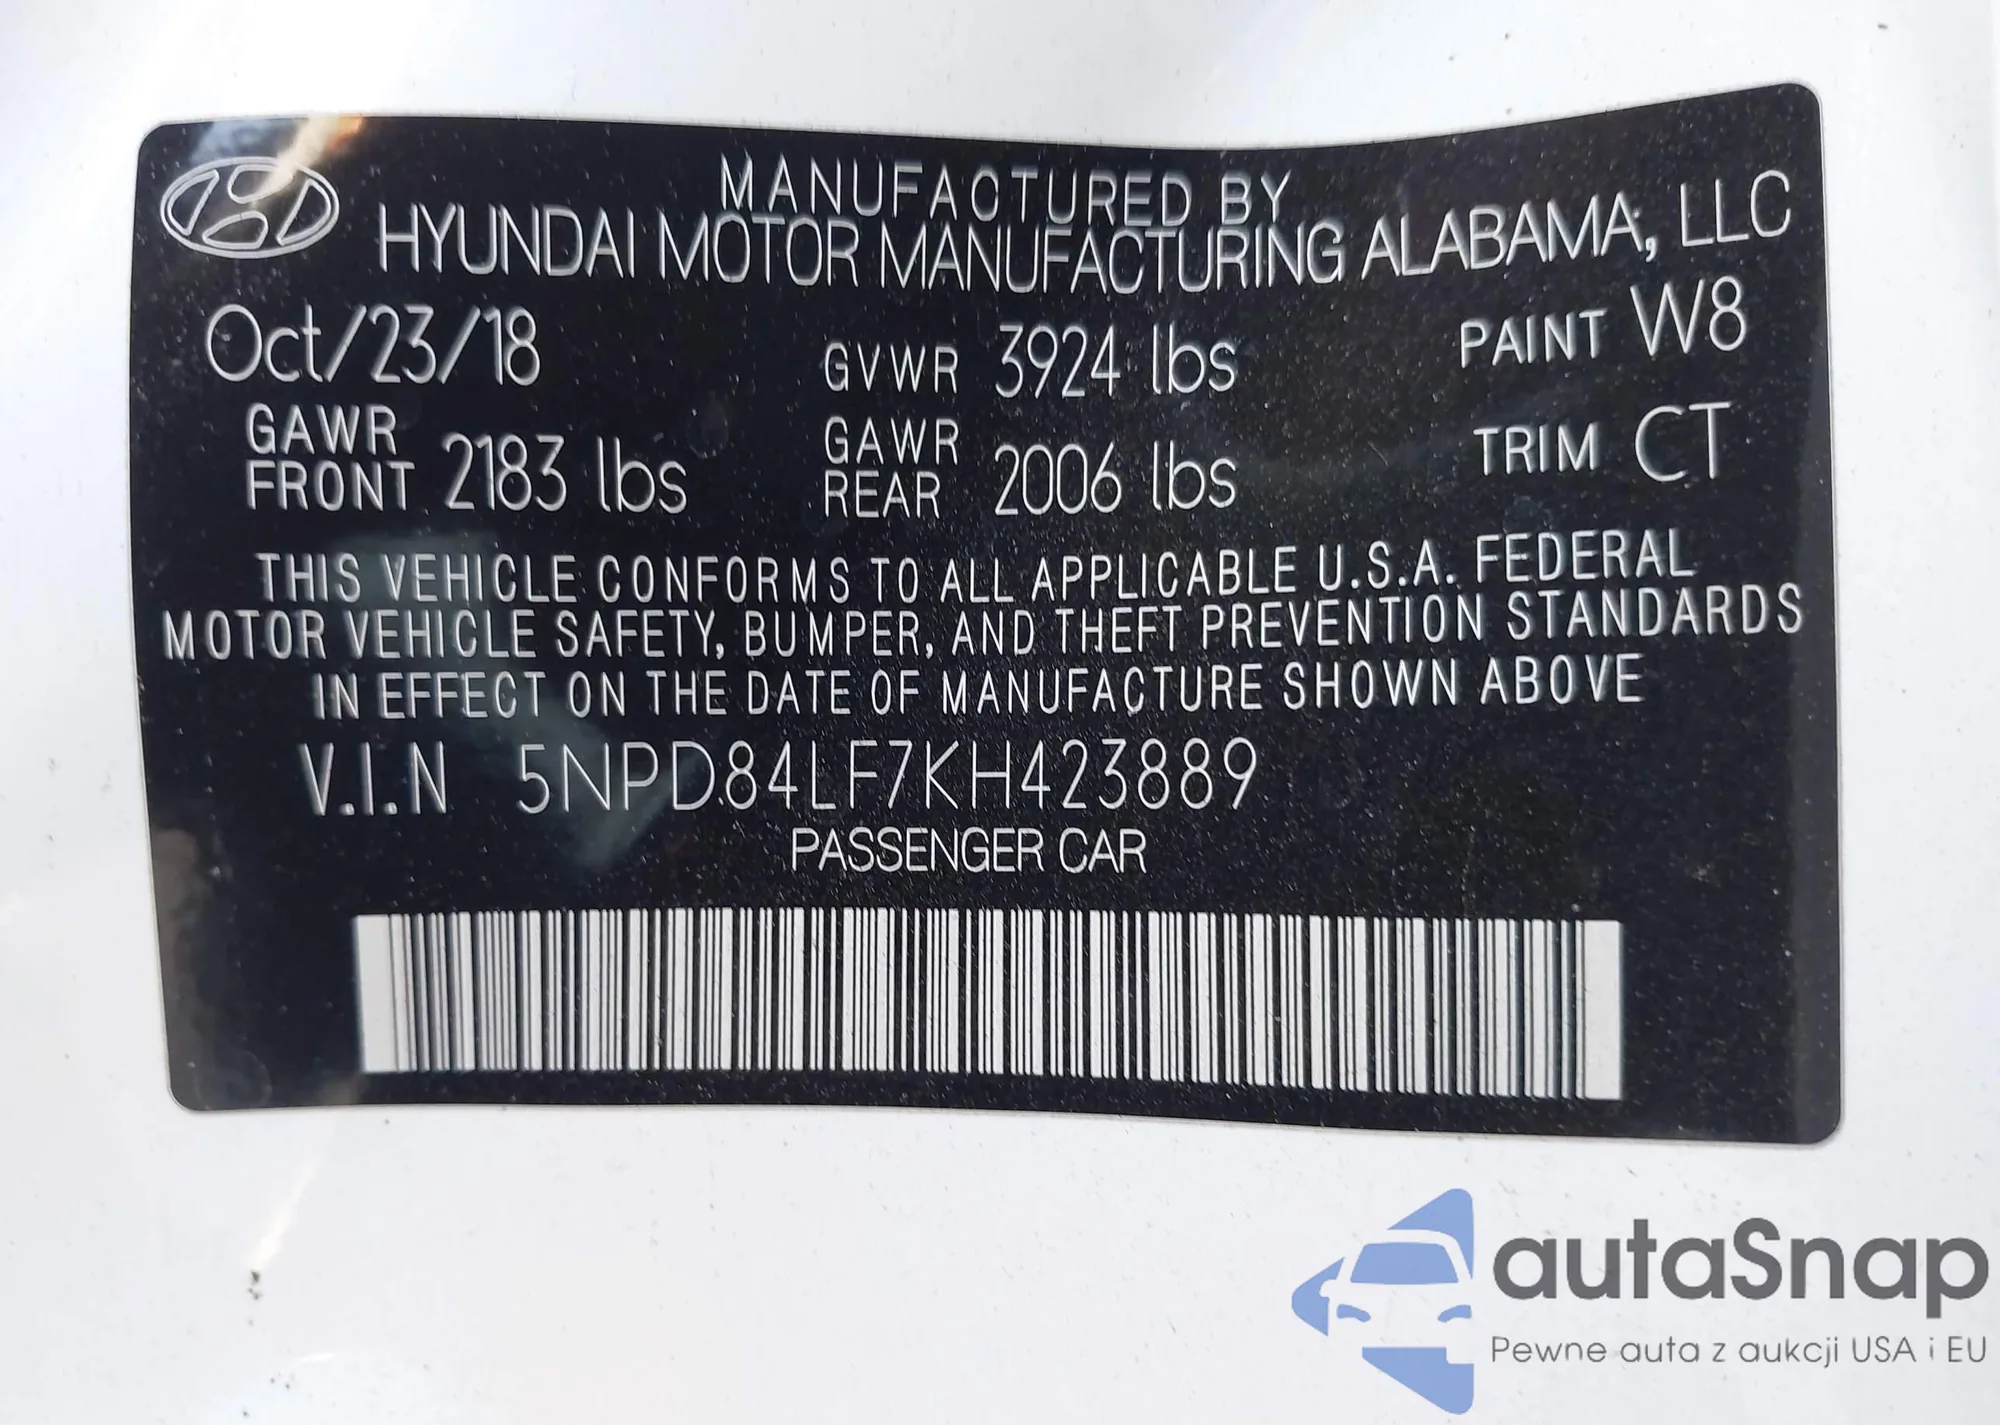 MANUFACTURED BY
HYUNDAI MOTOR MANUFACTURING ALABAMA, LLC
Oct/23/18 GVWR 3924 lbs PAINT W8
GAWR FRONT 2183 lbs GAWR REAR 2006 lbs TRIM CT
THIS VEHICLE CONFORMS TO ALL APPLICABLE U.S.A. FEDERAL
MOTOR VEHICLE SAFETY, BUMPER, AND THEFT PREVENTION STANDARDS
IN EFFECT ON THE DATE OF MANUFACTURE SHOWN ABOVE
V.I.N 5NPD84LF7KH423889
PASSENGER CAR
autaSnap
Pewne auta z aukcji USA i EU